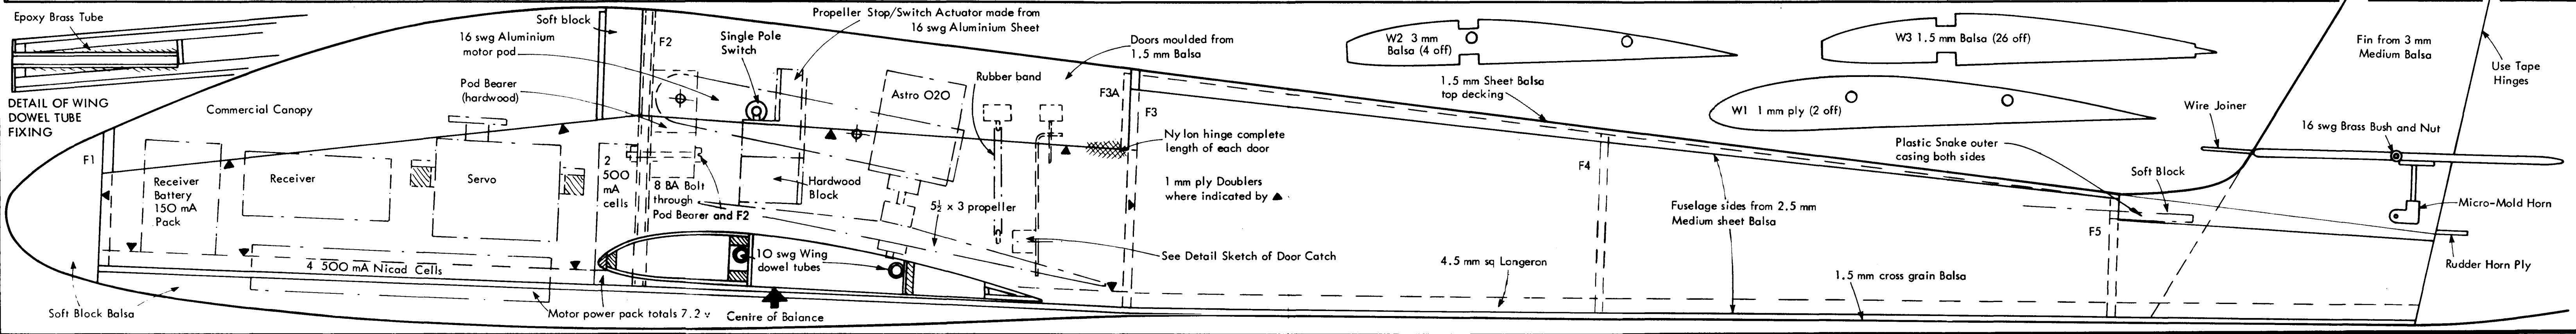 Epoxy Brass Tube
DETAIL OF WING
DOWEL TUBE
FIXING
Commercial Canopy
Soft block
16 swg Aluminium
motor pod
Pod Bearer
(hardwood)
F2
Single Pole
Switch
Propeller Stop/Switch Actuator made from
16 swg Aluminium Sheet
Astro 020
Rubber band
Doors moulded from
1.5 mm Balsa
F3A
F3
Nylon hinge complete
length of each door
1 mm ply Doublers
where indicated by ▲
W2 3 mm
Balsa (4 off)
W3 1.5 mm Balsa (26 off)
W1 1 mm ply (2 off)
1.5 mm Sheet Balsa
top decking
Fin from 3 mm
Medium Balsa
Use Tape
Hinges
Wire Joiner
16 swg Brass Bush and Nut
Plastic Snake outer
casing both sides
Soft Block
Micro-Mold Horn
Rudder Horn Ply
F1
Receiver
Battery
150 mA
Pack
Receiver
Servo
2
500
mA
cells
8 BA Bolt
through
Pod Bearer and F2
Hardwood
Block
5½ x 3 propeller
F4
F5
Fuselage sides from 2.5 mm
Medium sheet Balsa
See Detail Sketch of Door Catch
4.5 mm sq Longeron
1.5 mm cross grain Balsa
10 swg Wing
dowel tubes
4 500 mA Nicad Cells
Soft Block Balsa
Motor power pack totals 7.2 v
Centre of Balance